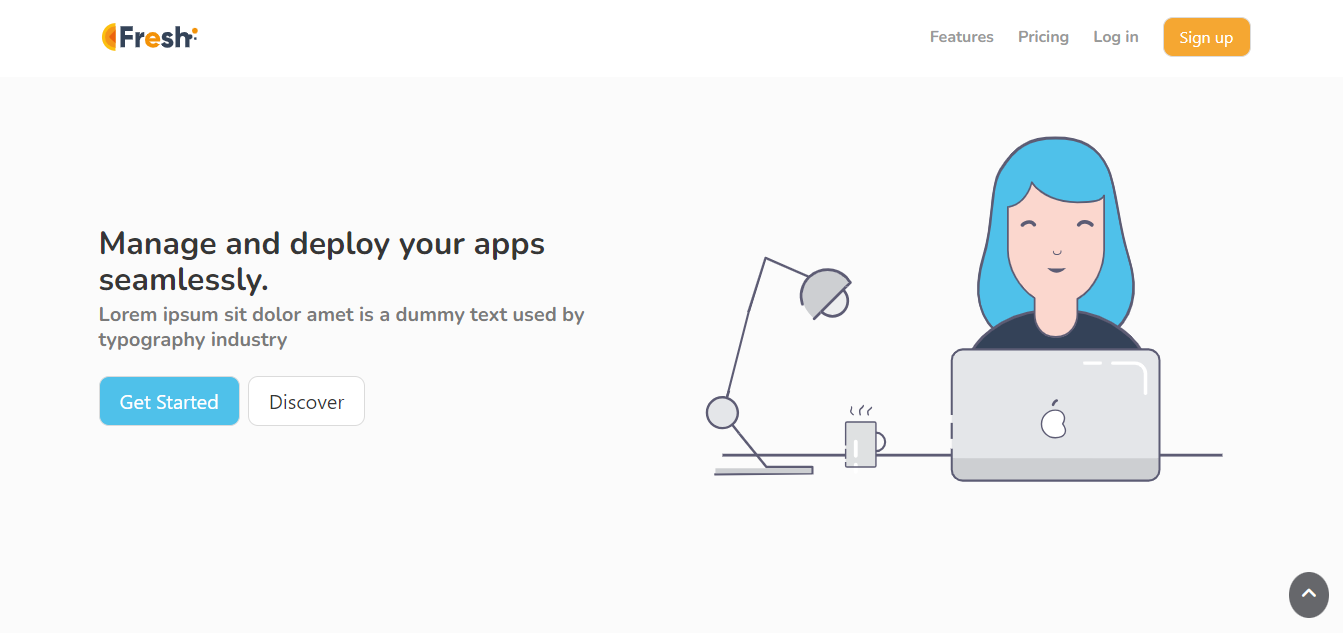 Fresh
Features
Pricing
Log in
Sign up
Manage and deploy your apps
seamlessly.
Lorem ipsum sit dolor amet is a dummy text used by
typography industry
Get Started
Discover